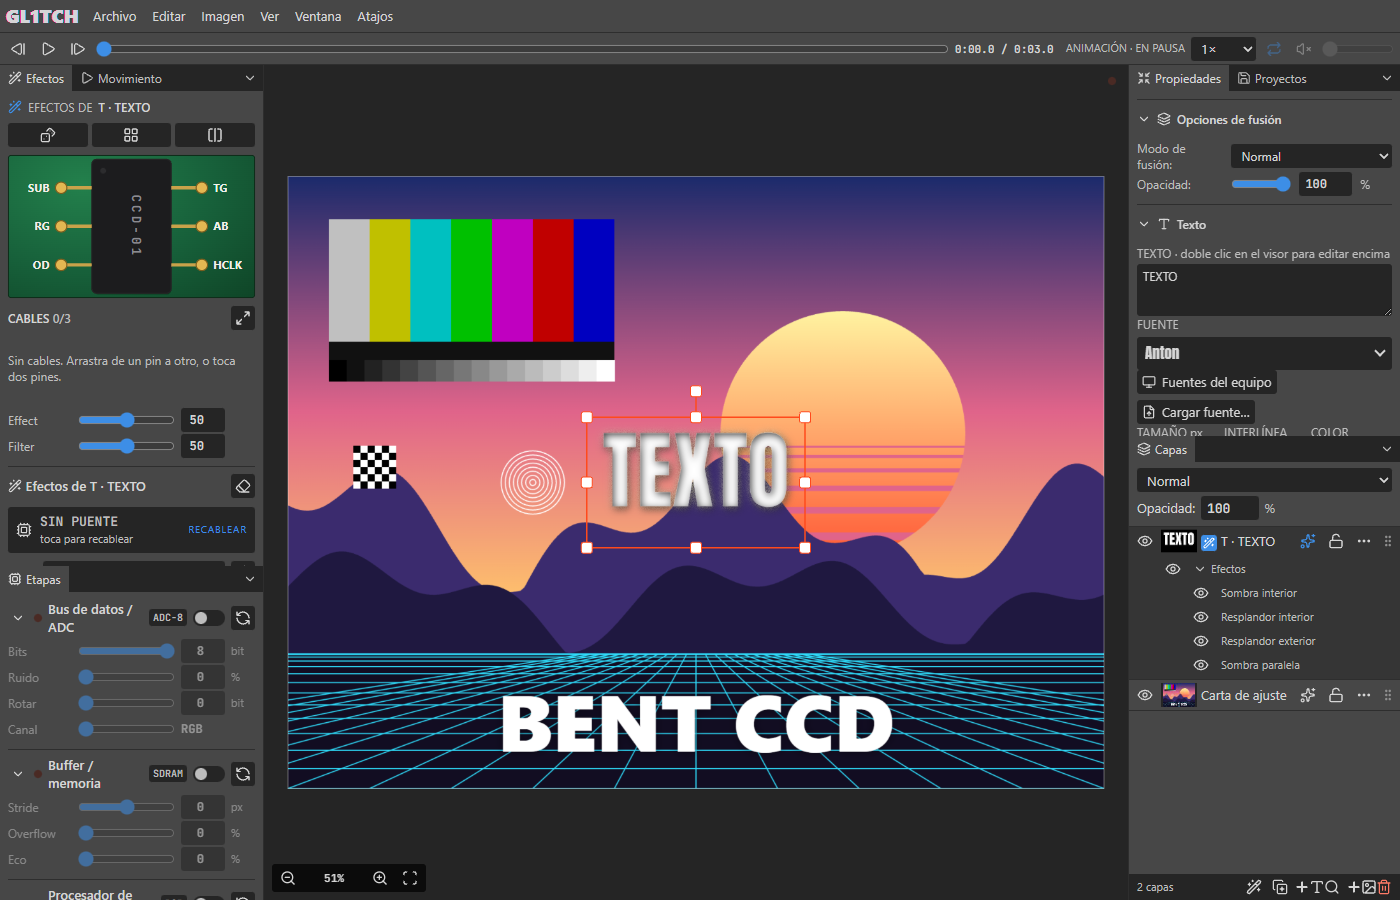 GL1TCH Archivo Editar Imagen Ver Ventana Atajos
0:00.0 / 0:03.0 ANIMACIÓN · EN PAUSA 1×
Efectos Movimiento
EFECTOS DE T · TEXTO
SUB TG
RG AB
OD HCLK
CCD-01
CABLES 0/3
Sin cables. Arrastra de un pin a otro, o toca
dos pines.
Effect 50
Filter 50
Efectos de T · TEXTO
SIN PUENTE
toca para recablear
RECABLEAR
Etapas
Bus de datos /
ADC
ADC-8
Bits 8 bit
Ruido 0 %
Rotar 0 bit
Canal RGB
Buffer /
memoria
SDRAM
Stride 0 px
Overflow 0 %
Eco 0 %
Procesador de
TEXTO
BENT CCD
51%
Propiedades Proyectos
Opciones de fusión
Modo de
fusión:
Normal
Opacidad: 100 %
Texto
TEXTO · doble clic en el visor para editar encima
TEXTO
FUENTE
Anton
Fuentes del equipo
Cargar fuente...
TAMAÑO px INTERLÍNEA COLOR
Capas
Normal
Opacidad: 100 %
TEXTO T · TEXTO
Efectos
Sombra interior
Resplandor interior
Resplandor exterior
Sombra paralela
Carta de ajuste
2 capas